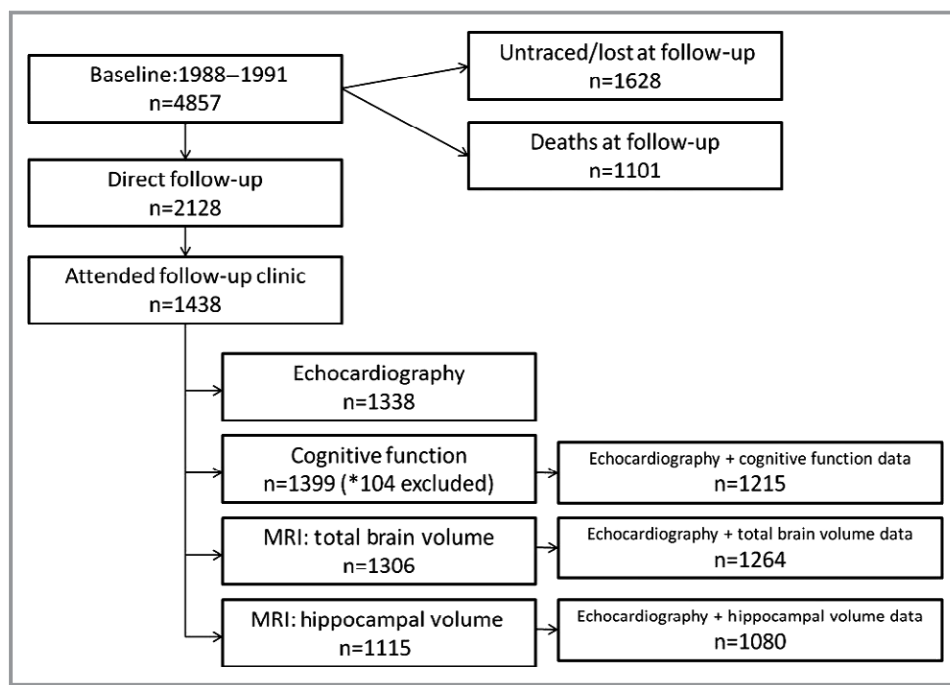 Baseline:1988–1991
n=4857
Untraced/lost at follow-up
n=1628
Deaths at follow-up
n=1101
Direct follow-up
n=2128
Attended follow-up clinic
n=1438
Echocardiography
n=1338
Cognitive function
n=1399 (*104 excluded)
Echocardiography + cognitive function data
n=1215
MRI: total brain volume
n=1306
Echocardiography + total brain volume data
n=1264
MRI: hippocampal volume
n=1115
Echocardiography + hippocampal volume data
n=1080